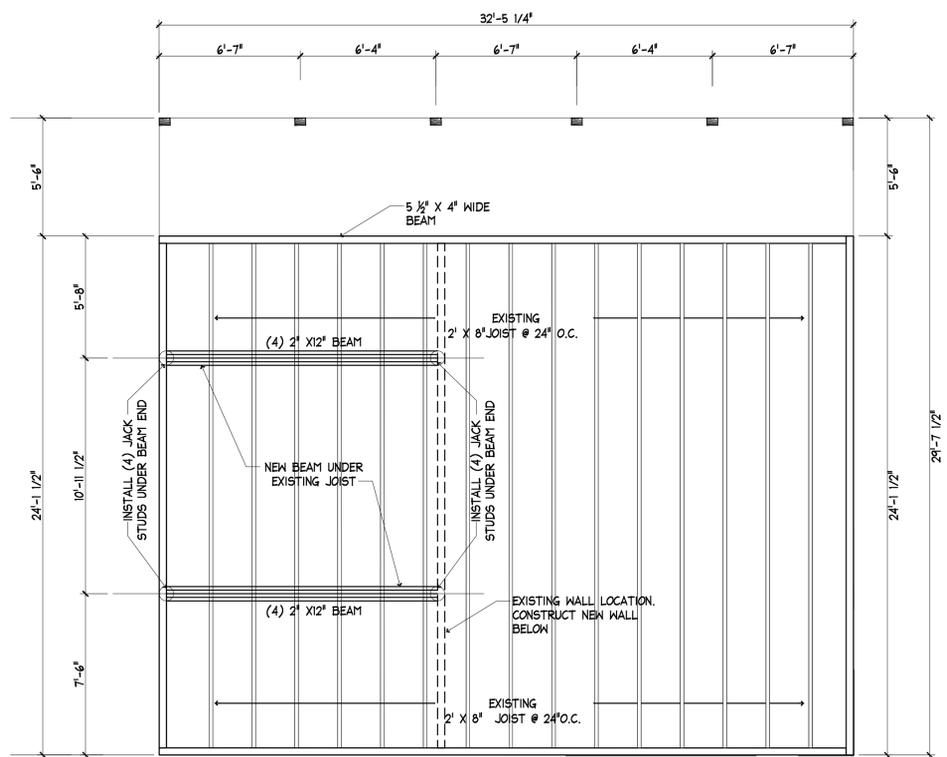 32'-5 1/4"
6'-7"
6'-4"
6'-7"
6'-4"
6'-7"
5'-6"
5'-6"
5 ½" X 4" WIDE
BEAM
5'-8"
EXISTING
2' X 8"JOIST @ 24" O.C.
(4) 2" X12" BEAM
INSTALL (4) JACK
STUDS UNDER BEAM END
INSTALL (4) JACK
STUDS UNDER BEAM END
NEW BEAM UNDER
EXISTING JOIST
24'-1 1/2"
10'-11 1/2"
24'-1 1/2"
29'-7 1/2"
(4) 2" X12" BEAM
EXISTING WALL LOCATION.
CONSTRUCT NEW WALL
BELOW
7'-6"
EXISTING
2' X 8" JOIST @ 24"O.C.